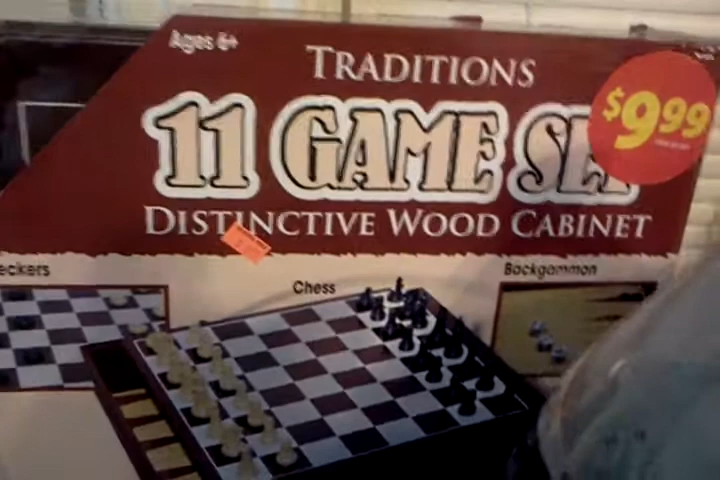 Ages 6+
TRADITIONS
$9.99
11 GAME SE
DISTINCTIVE WOOD CABINET
eckers
Chess
Backgammon